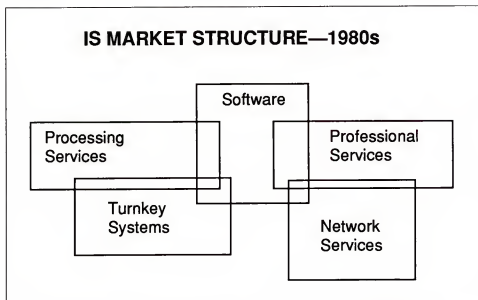 IS MARKET STRUCTURE—1980s
Software
Processing
Services
Professional
Services
Turnkey
Systems
Network
Services